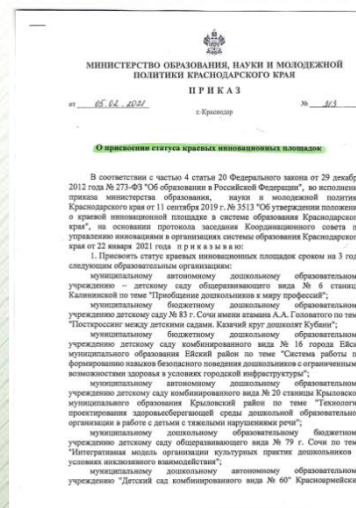 МИНИСТЕРСТВО ОБРАЗОВАНИЯ, НАУКИ И МОЛОДЕЖНОЙ
ПОЛИТИКИ КРАСНОДАРСКОГО КРАЯ
ПРИКАЗ
от 05.02.2021 № 313
г. Краснодар
О присвоении статуса краевых инновационных площадок
В соответствии с частью 4 статьи 20 Федерального закона от 29 декабр
2012 года № 273-ФЗ "Об образовании в Российской Федерации", во исполнени
приказа министерства образования, науки и молодежной политик
Краснодарского края от 11 сентября 2019 г. № 3513 "Об утверждении положени
о краевой инновационной площадке в системе образования Краснодарског
края", на основании протокола заседания Координационного совета п
управлению инновациями в организациях системы образования Краснодарског
края от 22 января 2021 года п р и к а з ы в а ю:
1. Присвоить статус краевых инновационных площадок сроком на 3 год
следующим образовательным организациям:
муниципальному автономному дошкольному образовательном
учреждению – детскому саду общеразвивающего вида № 6 станиц
Калининской по теме "Приобщение дошкольников к миру профессий";
муниципальному бюджетному дошкольному образовательном
учреждению детскому саду № 83 г. Сочи имени атамана А.А. Головатого по тем
"Посткроссинг между детскими садами. Казачий круг дошколят Кубани";
муниципальному бюджетному дошкольному образовательном
учреждению детскому саду комбинированного вида № 16 города Ейск
муниципального образования Ейский район по теме "Система работы п
формированию навыков безопасного поведения дошкольников с ограниченным
возможностями здоровья в условиях городской инфраструктуры";
муниципальному автономному дошкольному образовательном
учреждению детскому саду комбинированного вида № 20 станицы Крыловско
муниципального образования Крыловский район по теме "Технологи
проектирования здоровьесберегающей среды дошкольной образовательно
организации в работе с детьми с тяжелыми нарушениями речи";
муниципальному дошкольному образовательному бюджетном
учреждению детскому саду общеразвивающего вида № 79 г. Сочи по тем
"Интегративная модель организации культурных практик дошкольников
условиях инклюзивного взаимодействия";
муниципальному дошкольному автономному образовательном
учреждению "Детский сад комбинированного вида № 60" Красноармейски